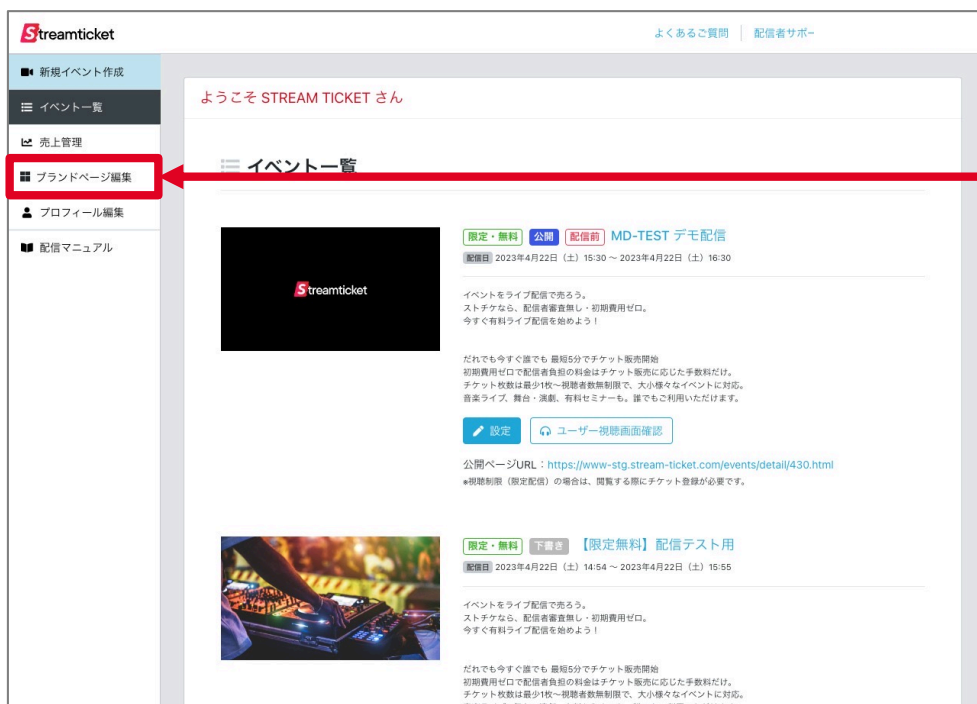 Streamticket
よくあるご質問
配信者サポー
新規イベント作成
イベント一覧
売上管理
ブランドページ編集
プロフィール編集
配信マニュアル
ようこそ STREAM TICKET さん
イベント一覧
Streamticket
限定・無料 公開 配信前 MD-TEST デモ配信
配信日 2023年4月22日（土）15:30 ～ 2023年4月22日（土）16:30
イベントをライブ配信で売ろう。
ストチケなら、配信者審査無し・初期費用ゼロ。
今すぐ有料ライブ配信を始めよう！
だれでも今すぐ誰でも 最短5分でチケット販売開始
初期費用ゼロで配信者負担の料金はチケット販売に応じた手数料だけ。
チケット枚数は最少1枚～視聴者数無制限で、大小様々なイベントに対応。
音楽ライブ、舞台・演劇、有料セミナーも。誰でもご利用いただけます。
設定
ユーザー視聴画面確認
公開ページURL：https://www-stg.stream-ticket.com/events/detail/430.html
※視聴制限（限定配信）の場合は、閲覧する際にチケット登録が必要です。
限定・無料 下書き 【限定無料】配信テスト用
配信日 2023年4月22日（土）14:54 ～ 2023年4月22日（土）15:55
イベントをライブ配信で売ろう。
ストチケなら、配信者審査無し・初期費用ゼロ。
今すぐ有料ライブ配信を始めよう！
だれでも今すぐ誰でも 最短5分でチケット販売開始
初期費用ゼロで配信者負担の料金はチケット販売に応じた手数料だけ。
チケット枚数は最少1枚～視聴者数無制限で、大小様々なイベントに対応。